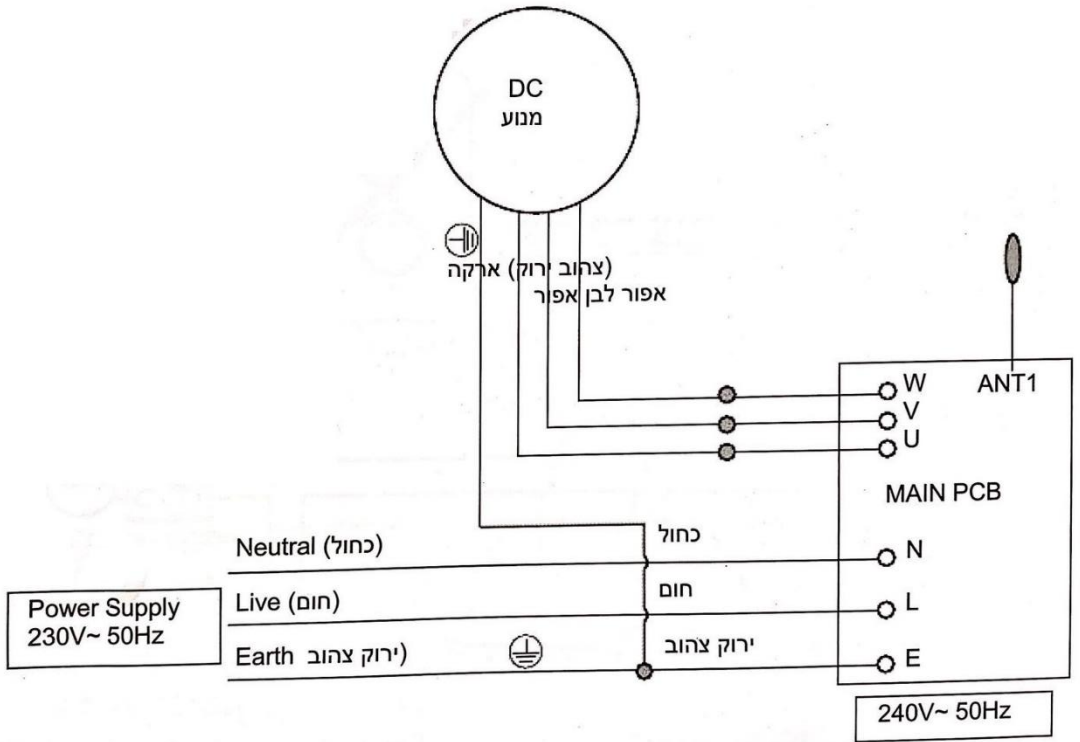 DC
מנוע
(צהוב ירוק) ארקה
אפור לבן אפור
W
ANT1
V
U
MAIN PCB
כחול
Neutral (כחול)
N
חום
Power Supply
230V~ 50Hz
Live (חום)
L
ירוק צהוב
Earth ירוק צהוב)
E
240V~ 50Hz